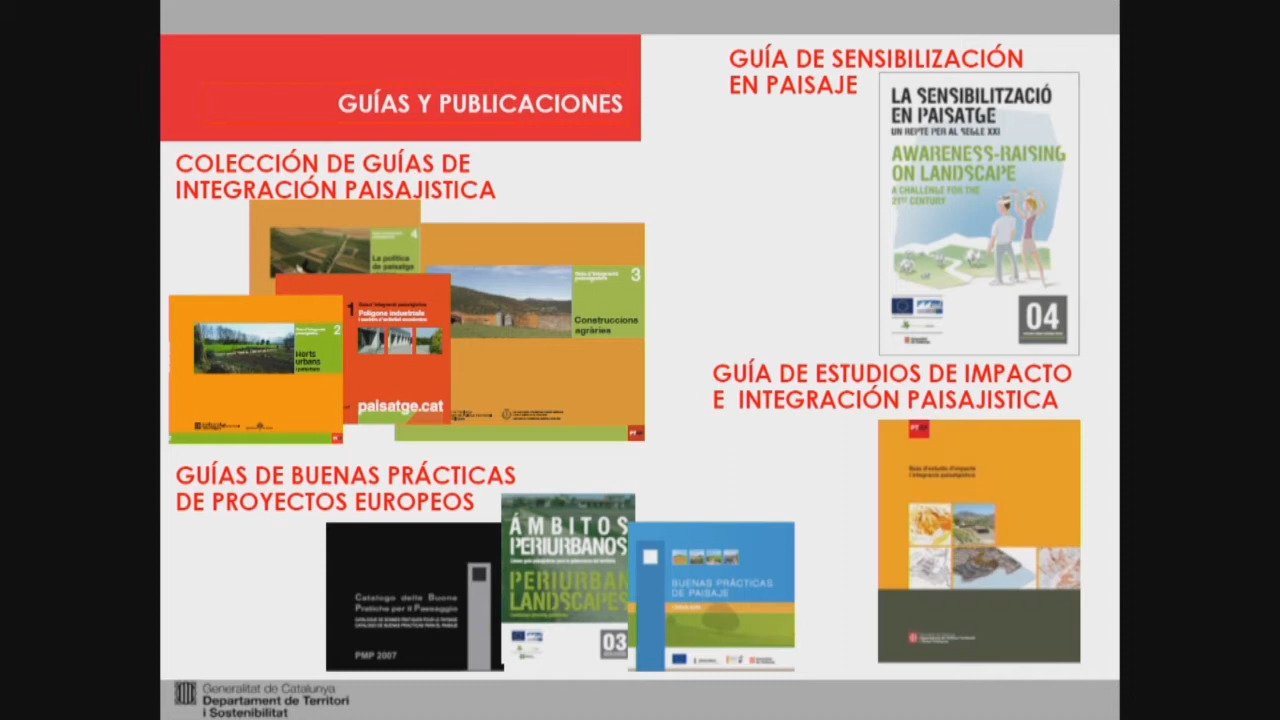 GUÍAS Y PUBLICACIONES
COLECCIÓN DE GUÍAS DE
INTEGRACIÓN PAISAJISTICA
4
La política
de paisatge
3
Construccions
agràries
1
Polígons industrials
2
Horts
urbans
paisatge.cat
GUÍAS DE BUENAS PRÁCTICAS
DE PROYECTOS EUROPEOS
Catalogo delle Buone
Pratiche per il Paesaggio
PMP 2007
ÁMBITOS
PERIURBANOS
PERIURBAN
LANDSCAPES
03
BUENAS PRÁCTICAS
DE PAISAJE
GUÍA DE SENSIBILIZACIÓN
EN PAISAJE
LA SENSIBILITZACIÓ
EN PAISATGE
UN REPTE PER AL SEGLE XXI
AWARENESS-RAISING
ON LANDSCAPE
A CHALLENGE FOR THE
21ST CENTURY
04
GUÍA DE ESTUDIOS DE IMPACTO
E INTEGRACIÓN PAISAJISTICA
Guia d'estudis d'impacte
i integració paisatgística
Generalitat de Catalunya
Departament de Territori
i Sostenibilitat